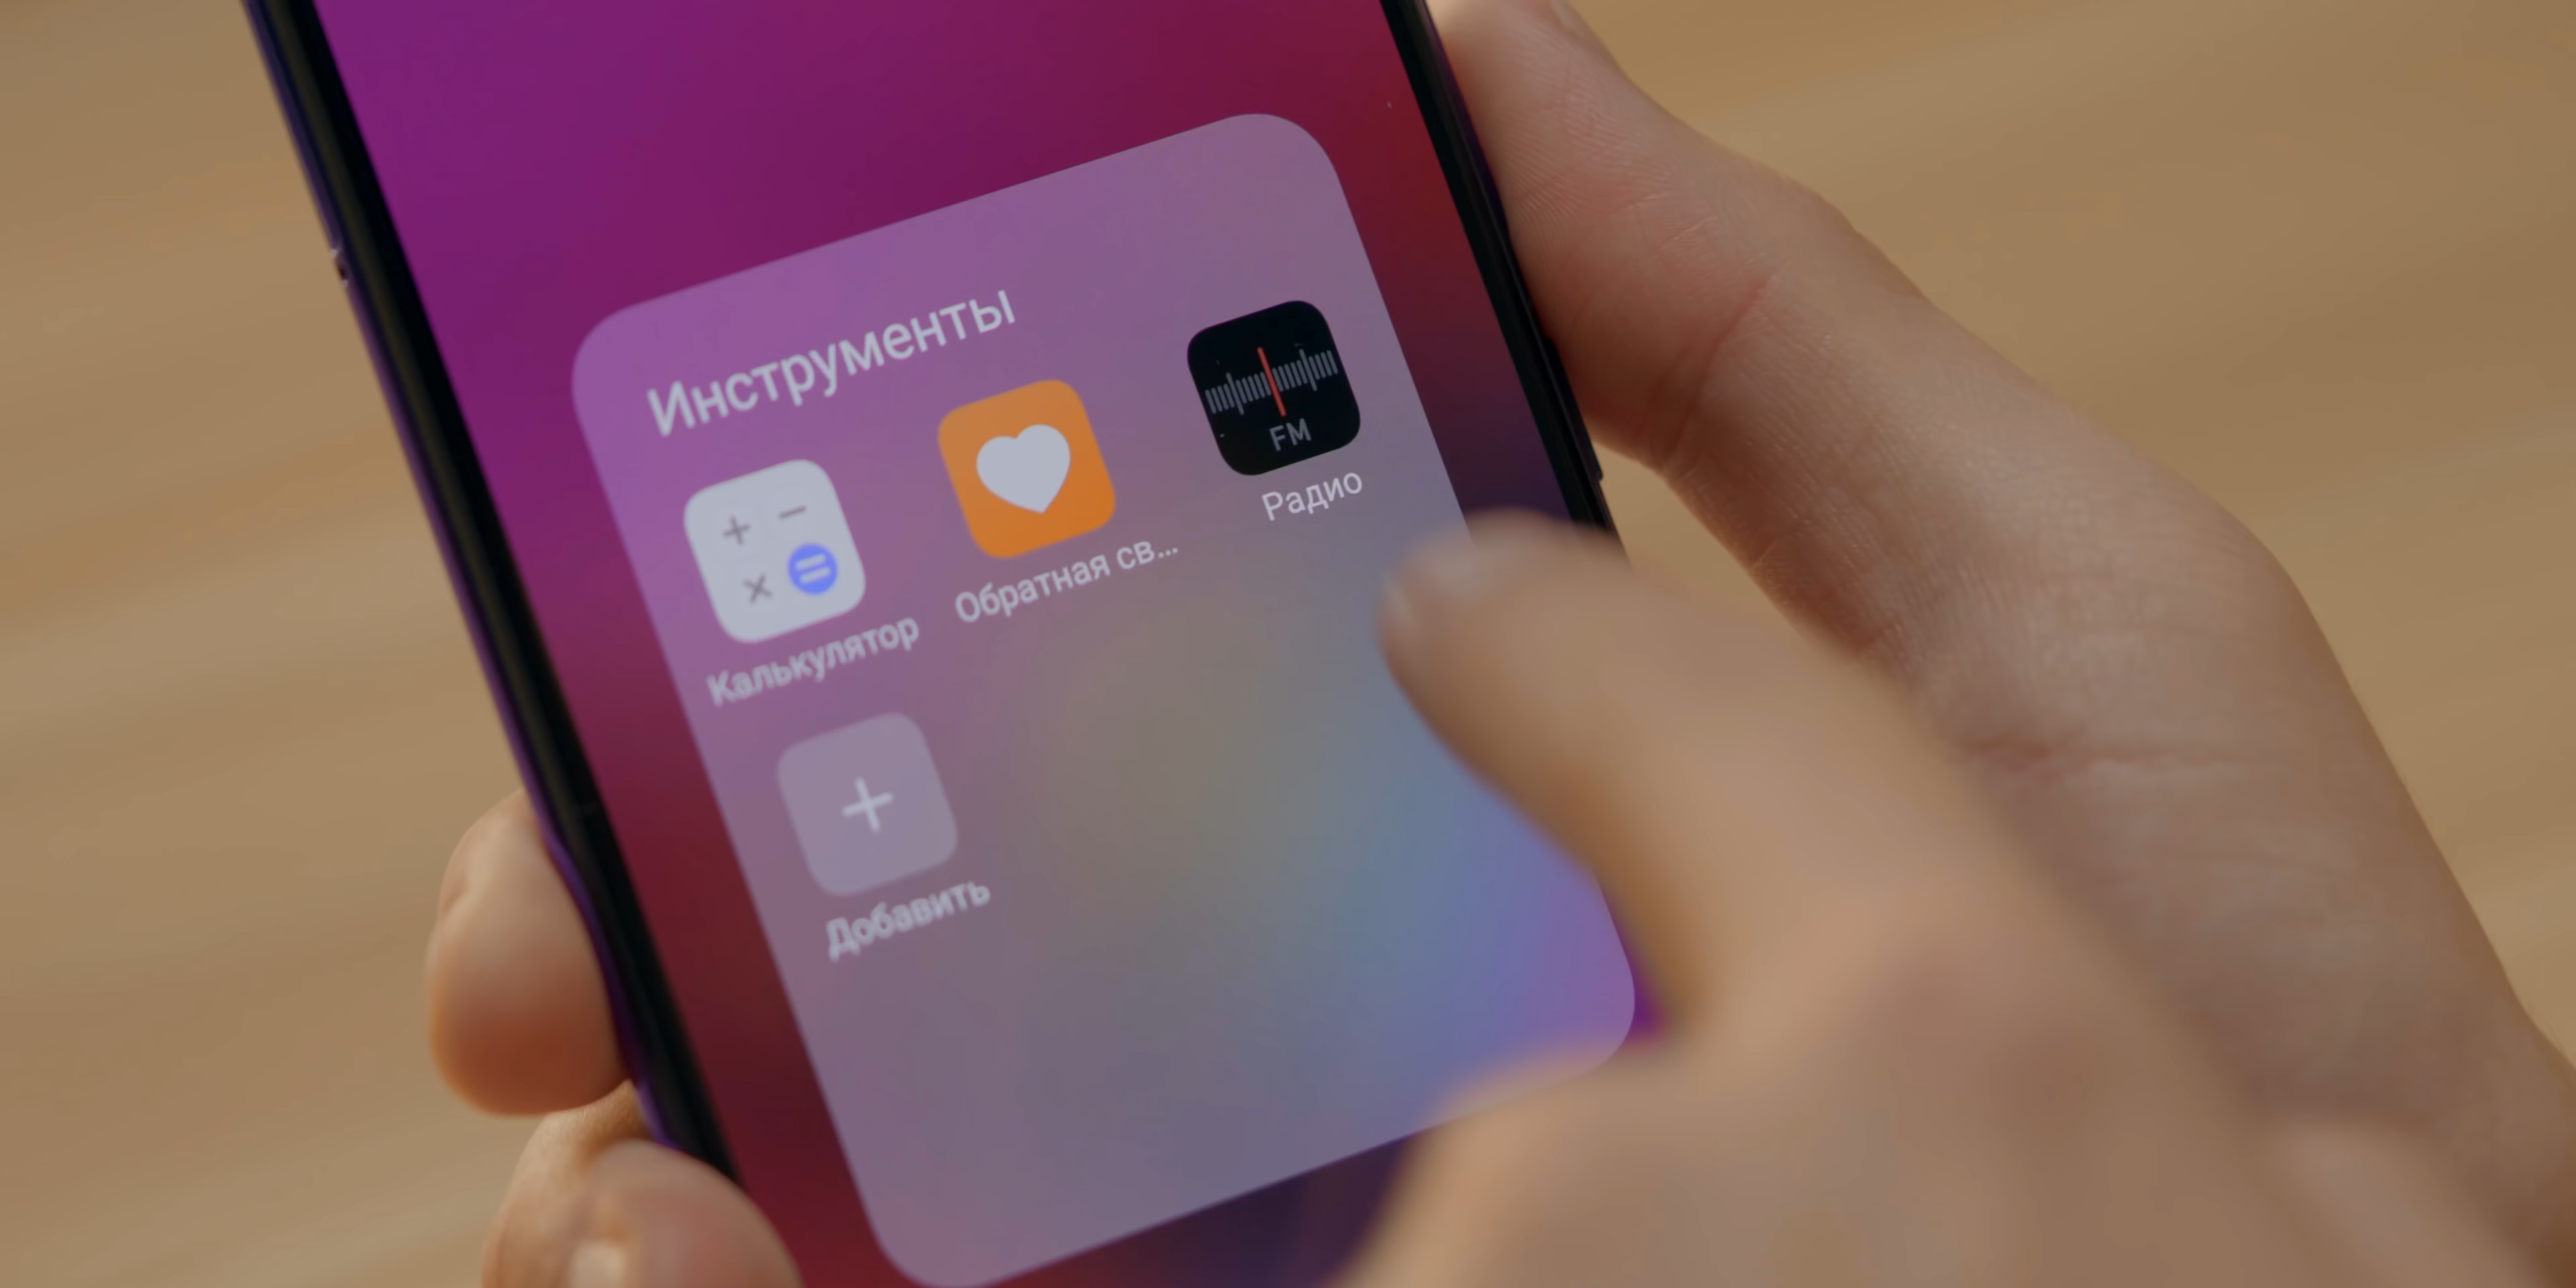 Инструменты
Калькулятор
Обратная св...
FM
Радио
Добавить